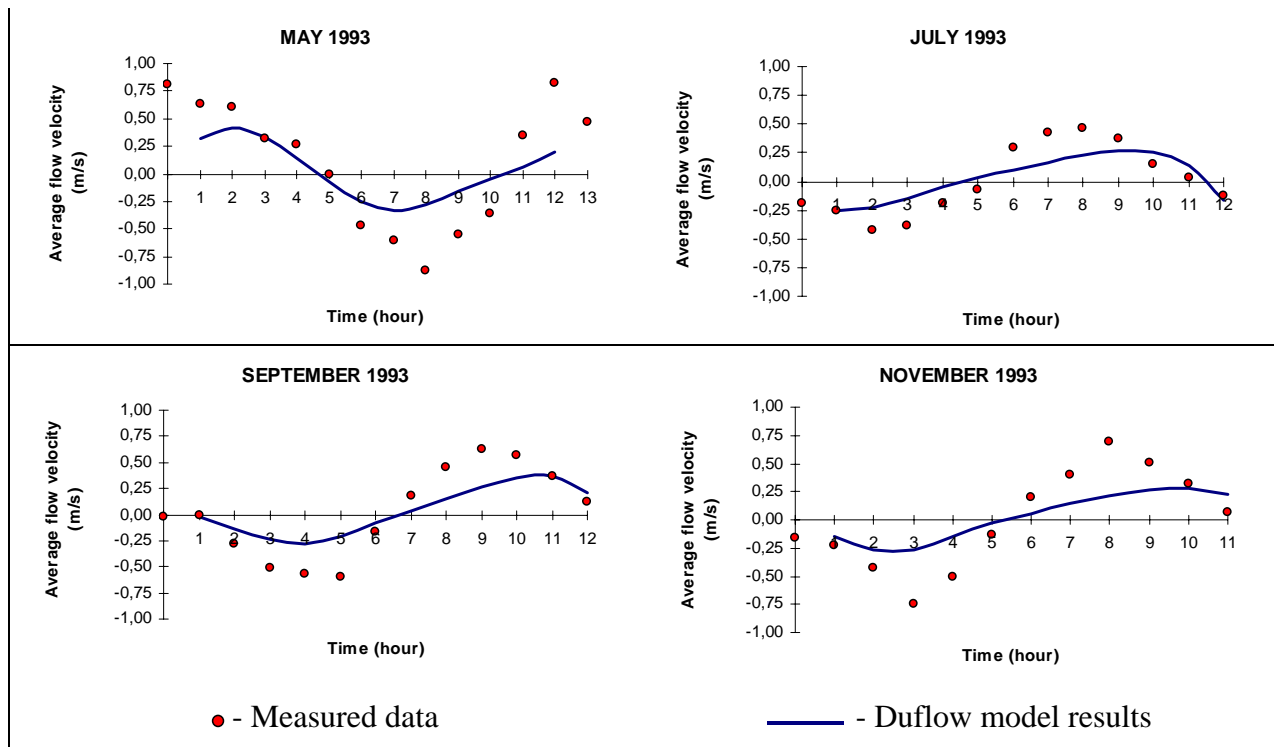 MAY 1993
Average flow velocity
(m/s)
1,00
0,75
0,50
0,25
0,00
-0,25
-0,50
-0,75
-1,00
1 2 3 4 5 6 7 8 9 10 11 12 13
Time (hour)
JULY 1993
Average flow velocity
(m/s)
1,00
0,75
0,50
0,25
0,00
-0,25
-0,50
-0,75
-1,00
1 2 3 4 5 6 7 8 9 10 11 12
Time (hour)
SEPTEMBER 1993
Average flow velocity
(m/s)
1,00
0,75
0,50
0,25
0,00
-0,25
-0,50
-0,75
-1,00
1 2 3 4 5 6 7 8 9 10 11 12
Time (hour)
NOVEMBER 1993
Average flow velocity
(m/s)
1,00
0,75
0,50
0,25
0,00
-0,25
-0,50
-0,75
-1,00
1 2 3 4 5 6 7 8 9 10 11
Time (hour)
- Measured data
- Duflow model results